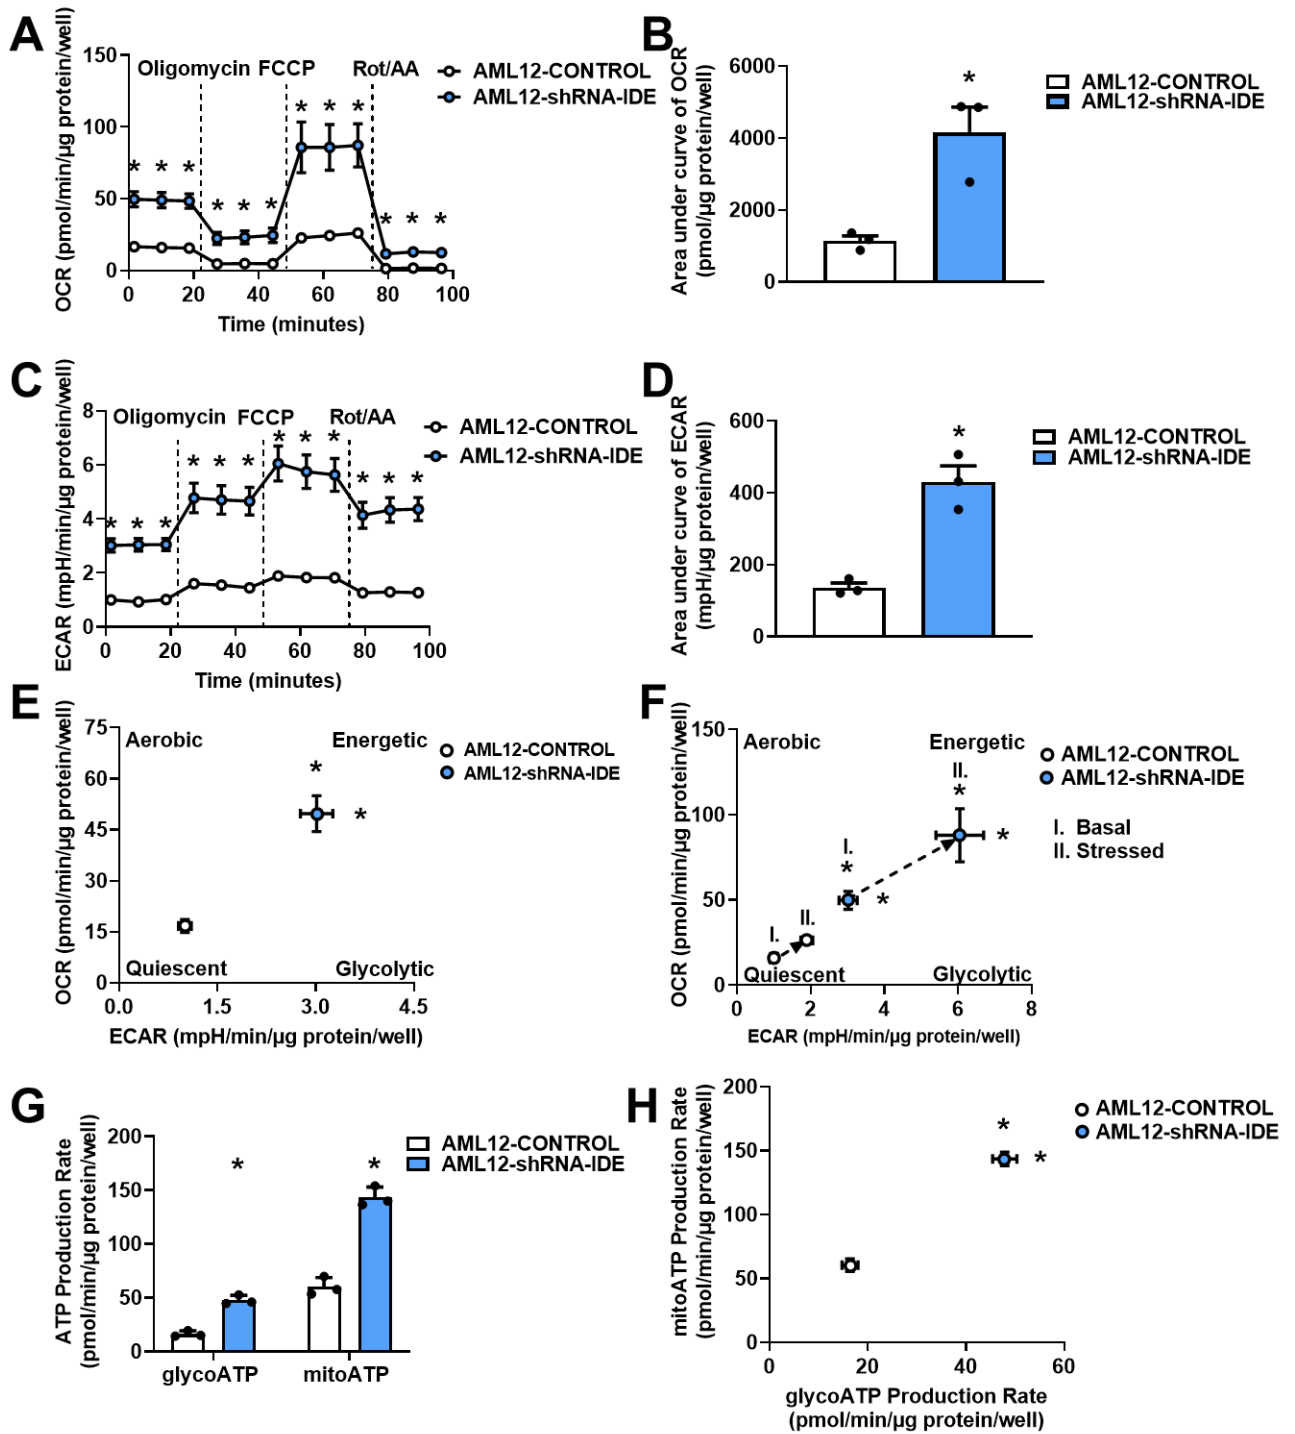 A
OCR (pmol/min/µg protein/well)
150
100
50
0
Oligomycin FCCP Rot/AA
* * *
* * *
* * *
* * *
0 20 40 60 80 100
Time (minutes)
AML12-CONTROL
AML12-shRNA-IDE
B
Area under curve of OCR
(pmol/µg protein/well)
6000
4000
2000
0
*
AML12-CONTROL
AML12-shRNA-IDE
C
ECAR (mpH/min/µg protein/well)
8
6
4
2
0
Oligomycin FCCP Rot/AA
* * *
* * *
* * *
* * *
0 20 40 60 80 100
Time (minutes)
AML12-CONTROL
AML12-shRNA-IDE
D
Area under curve of ECAR
(mpH/µg protein/well)
600
400
200
0
*
AML12-CONTROL
AML12-shRNA-IDE
E
OCR (pmol/min/µg protein/well)
75
60
45
30
15
0
Aerobic Energetic
*
*
Quiescent Glycolytic
0.0 1.5 3.0 4.5
ECAR (mpH/min/µg protein/well)
AML12-CONTROL
AML12-shRNA-IDE
F
OCR (pmol/min/µg protein/well)
150
100
50
0
Aerobic Energetic
II.
*
*
I.
*
*
I. II.
Quiescent Glycolytic
0 2 4 6 8
ECAR (mpH/min/µg protein/well)
AML12-CONTROL
AML12-shRNA-IDE
I. Basal
II. Stressed
G
ATP Production Rate
(pmol/min/µg protein/well)
200
150
100
50
0
* *
glycoATP mitoATP
AML12-CONTROL
AML12-shRNA-IDE
H
mitoATP Production Rate
(pmol/min/µg protein/well)
200
150
100
50
0
*
*
0 20 40 60
glycoATP Production Rate
(pmol/min/µg protein/well)
AML12-CONTROL
AML12-shRNA-IDE